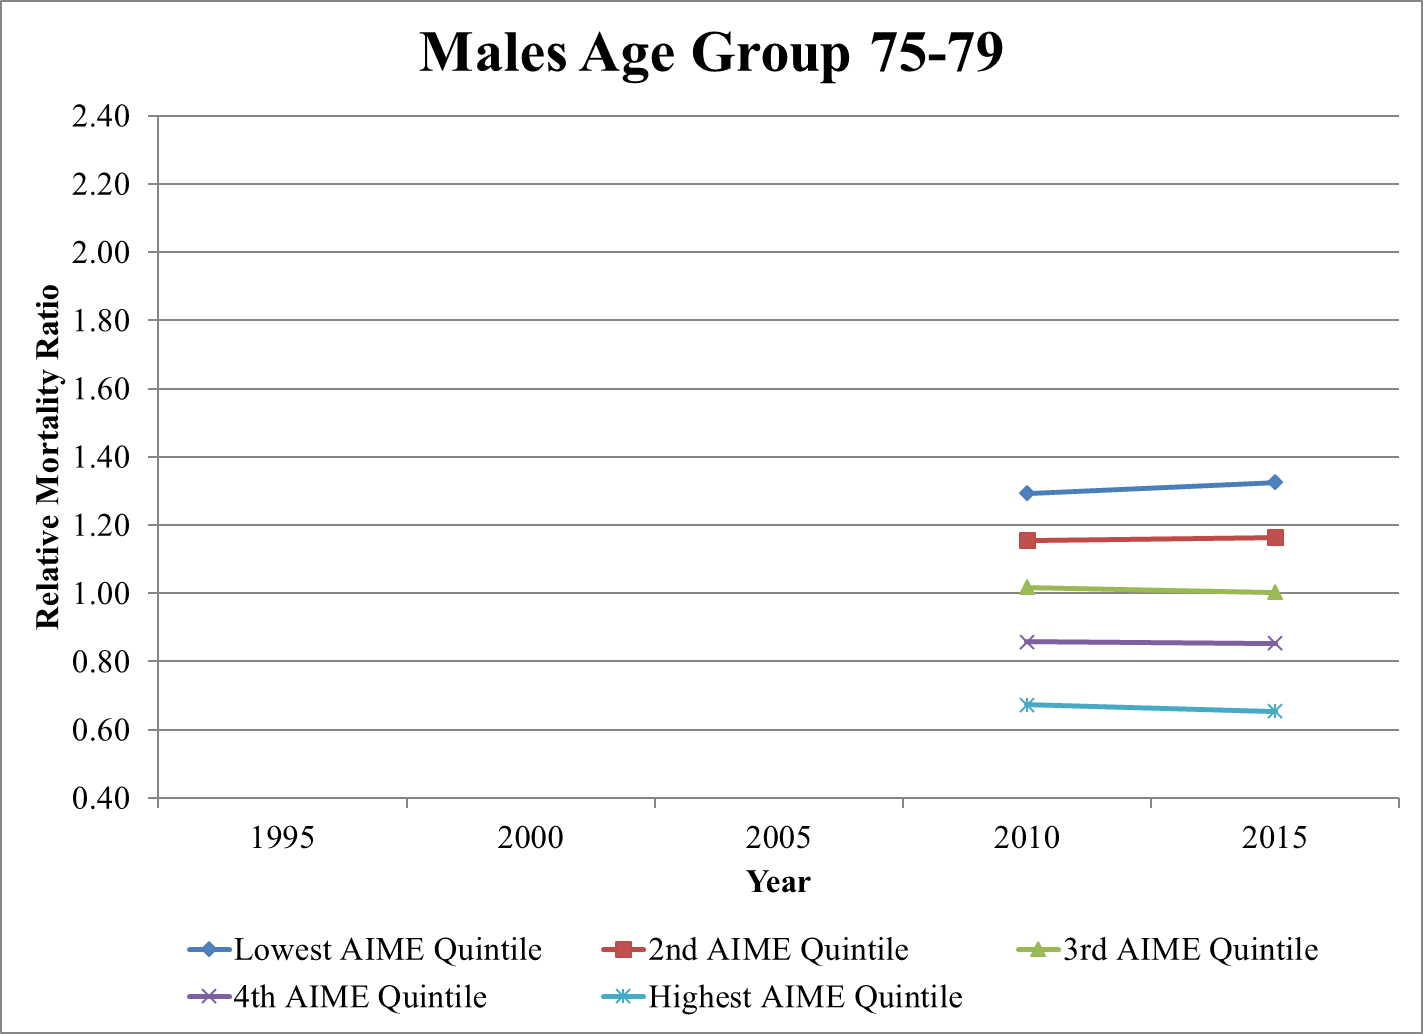 Males Age Group 75-79
2.40
2.20
2.00
1.80
1.60
1.40
1.20
1.00
0.80
0.60
0.40
Relative Mortality Ratio
1995 2000 2005 2010 2015
Year
Lowest AIME Quintile 2nd AIME Quintile 3rd AIME Quintile
4th AIME Quintile Highest AIME Quintile